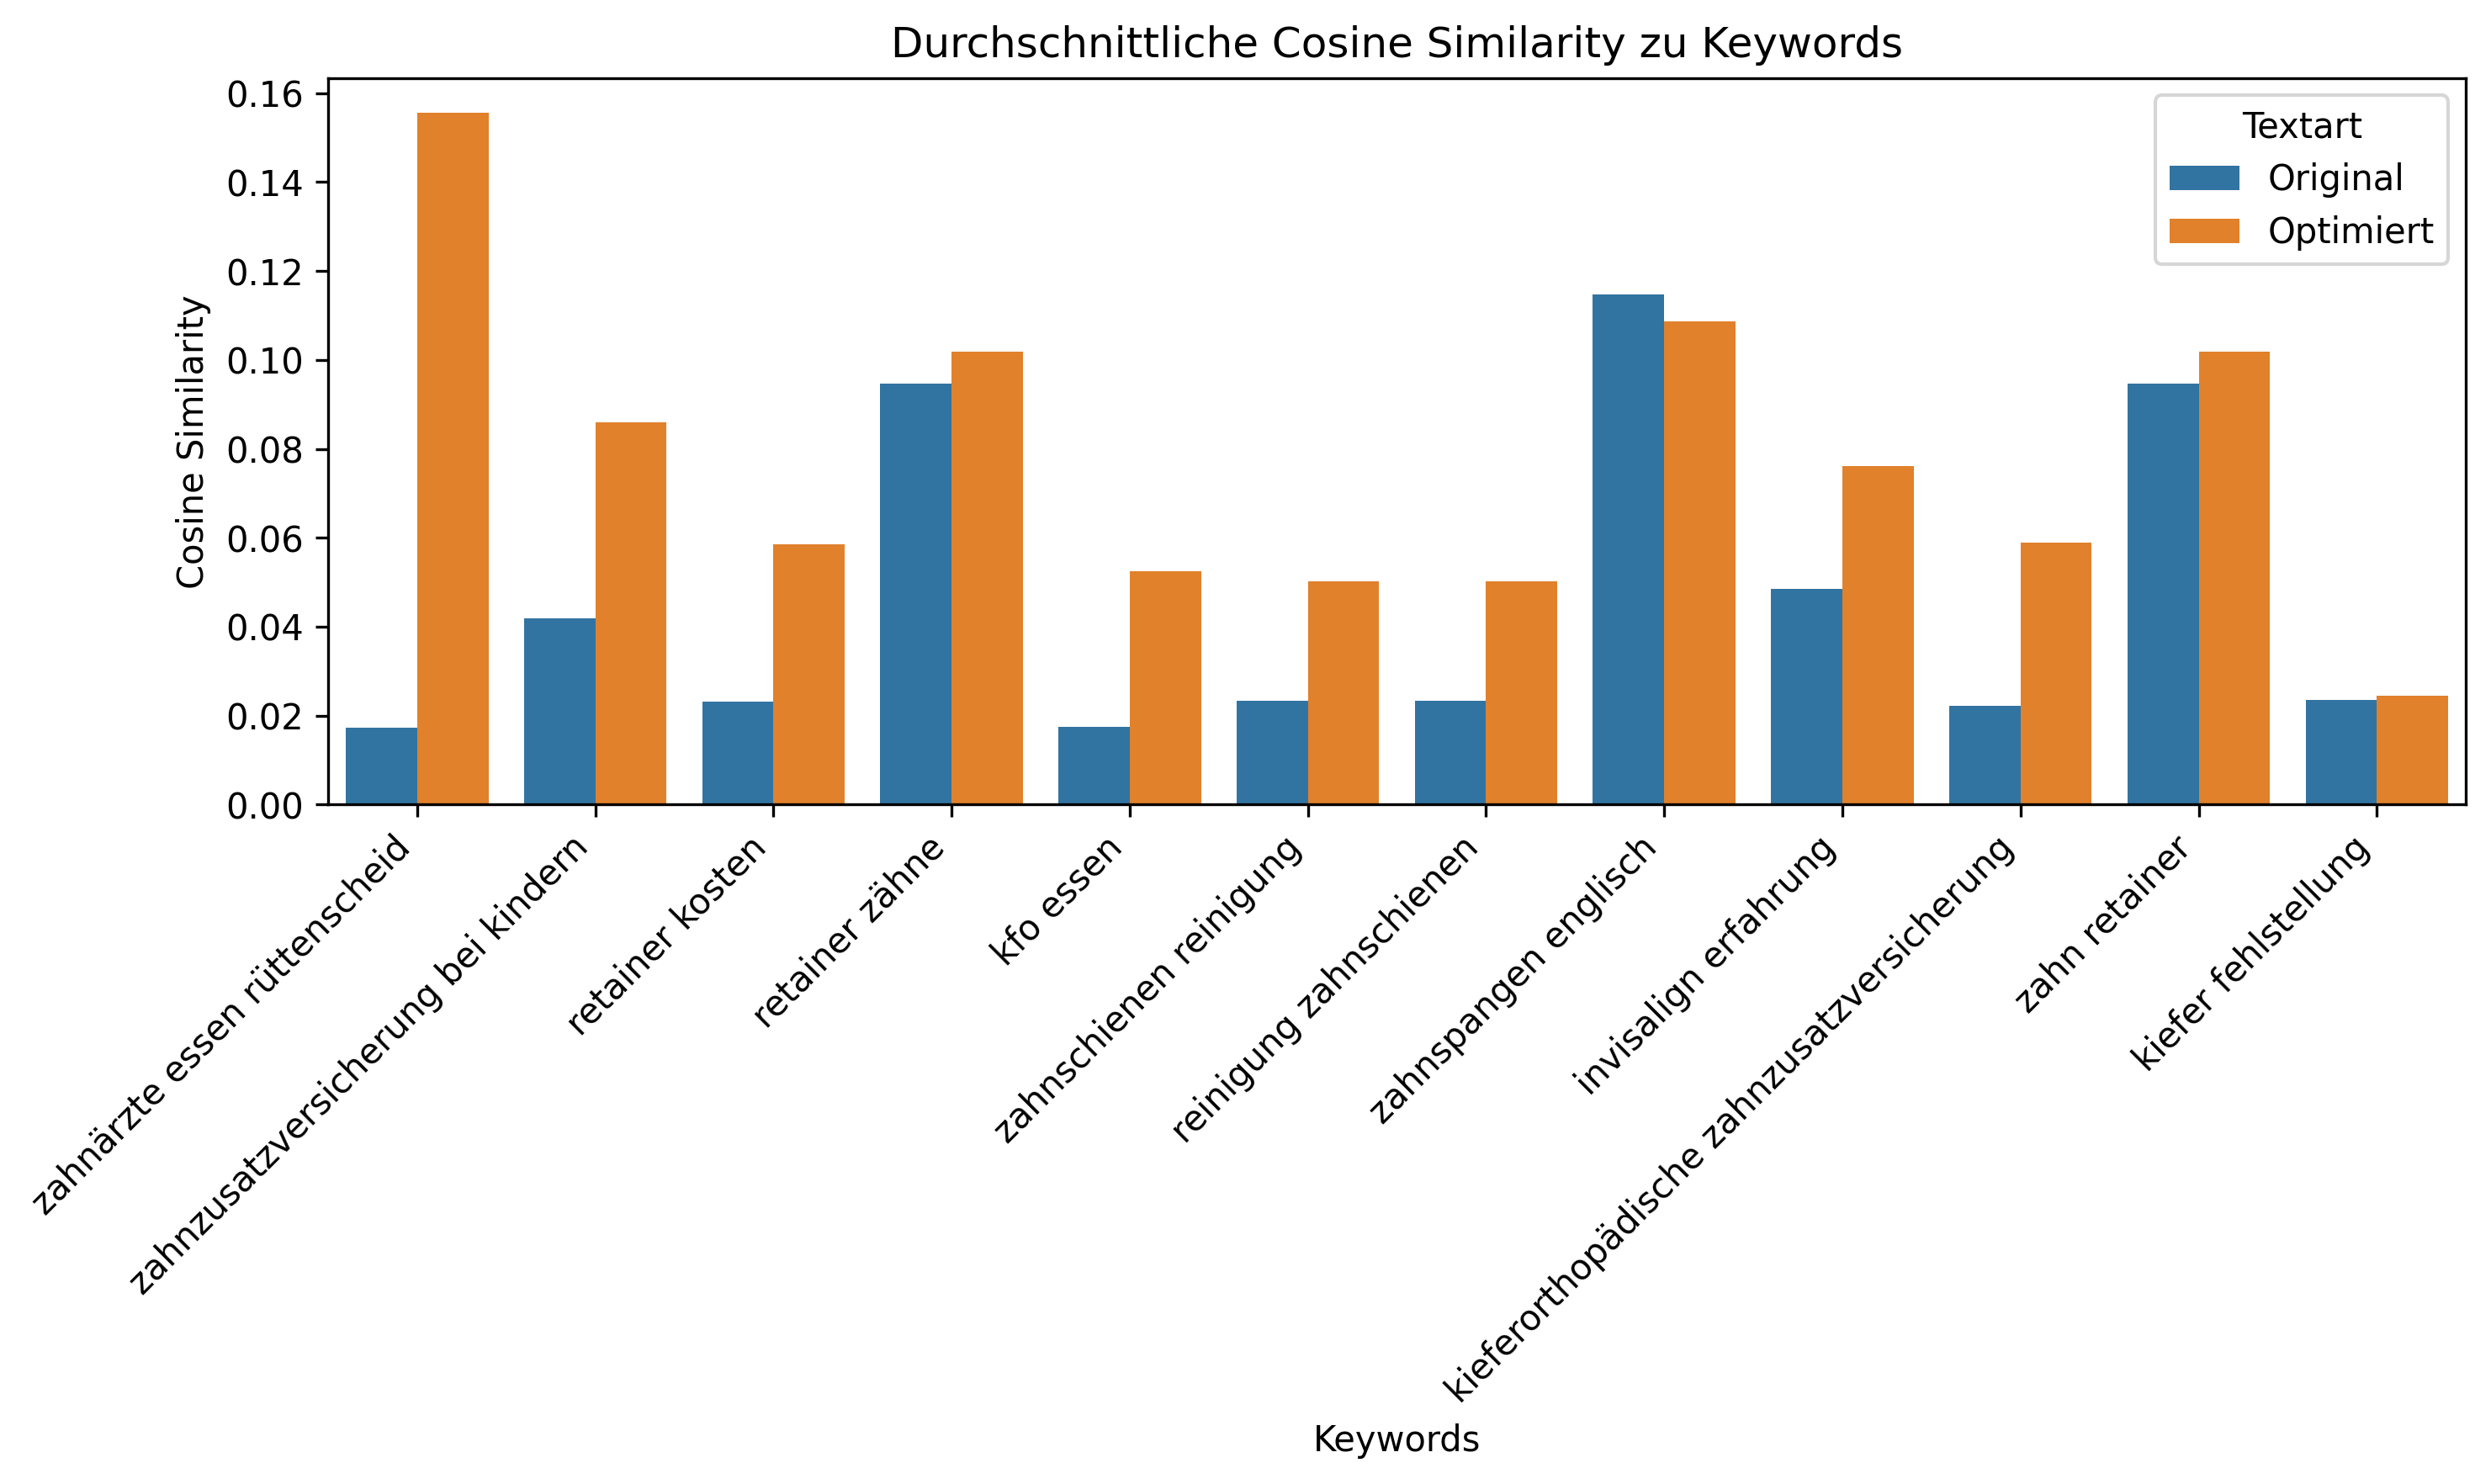 Durchschnittliche Cosine Similarity zu Keywords
Textart
Original
Optimiert
Cosine Similarity
0.16
0.14
0.12
0.10
0.08
0.06
0.04
0.02
0.00
zahnärzte essen rüttenscheid
zahnzusatzversicherung bei kindern
retainer kosten
retainer zähne
kfo essen
zahnschienen reinigung
reinigung zahnschienen
zahnspangen englisch
invisalign erfahrung
kieferorthopädische zahnzusatzversicherung
zahn retainer
kiefer fehlstellung
Keywords